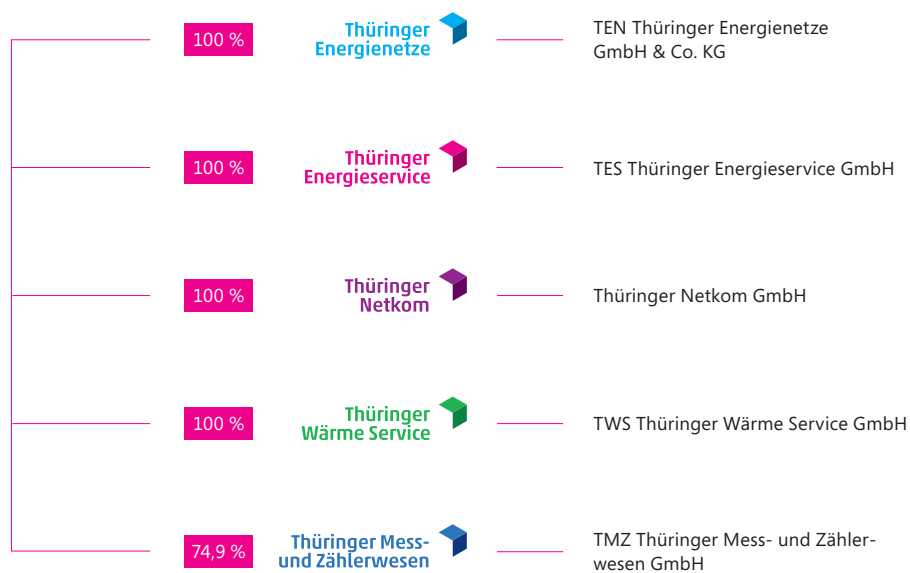 100 %
Thüringer
Energienetze
TEN Thüringer Energienetze
GmbH & Co. KG
100 %
Thüringer
Energieservice
TES Thüringer Energieservice GmbH
100 %
Thüringer
Netkom
Thüringer Netkom GmbH
100 %
Thüringer
Wärme Service
TWS Thüringer Wärme Service GmbH
74,9 %
Thüringer Mess-
und Zählerwesen
TMZ Thüringer Mess- und Zähler-
wesen GmbH